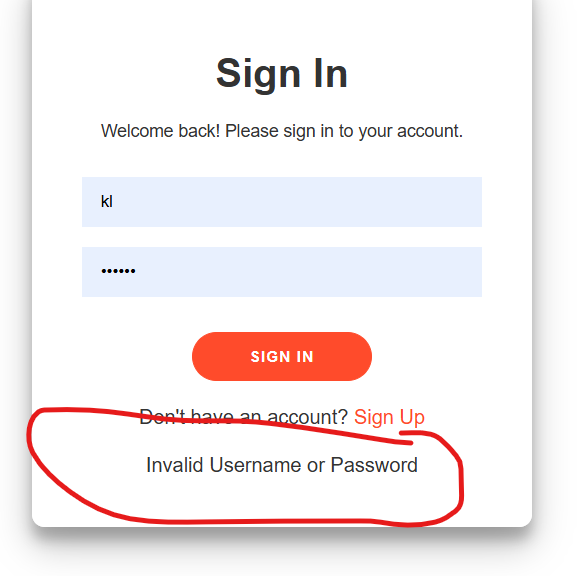 Sign In
Welcome back! Please sign in to your account.
kl
••••••
SIGN IN
Don't have an account? Sign Up
Invalid Username or Password